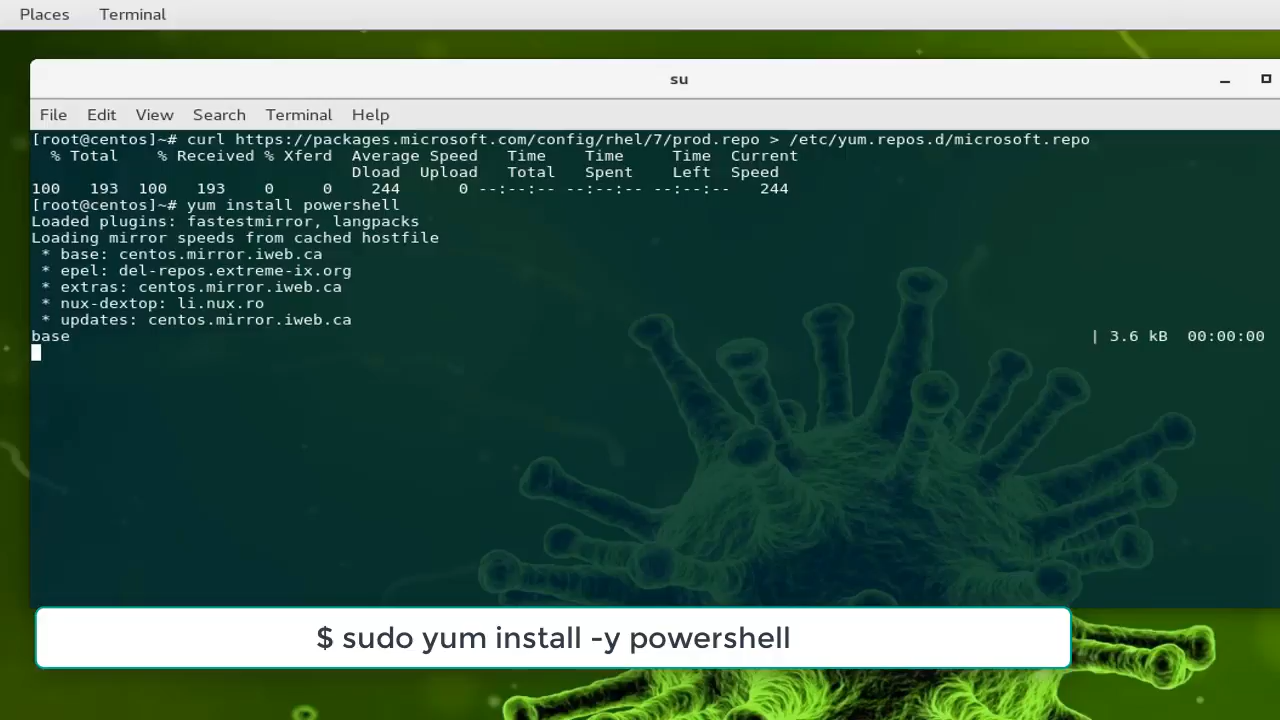 Places Terminal
su
File Edit View Search Terminal Help
[root@centos]~# curl https://packages.microsoft.com/config/rhel/7/prod.repo > /etc/yum.repos.d/microsoft.repo
% Total % Received % Xferd Average Speed Time Time Time Current
Dload Upload Total Spent Left Speed
100 193 100 193 0 0 244 0 --:--:-- --:--:-- --:--:-- 244
[root@centos]~# yum install powershell
Loaded plugins: fastestmirror, langpacks
Loading mirror speeds from cached hostfile
* base: centos.mirror.iweb.ca
* epel: del-repos.extreme-ix.org
* extras: centos.mirror.iweb.ca
* nux-dextop: li.nux.ro
* updates: centos.mirror.iweb.ca
base | 3.6 kB 00:00:00
$ sudo yum install -y powershell